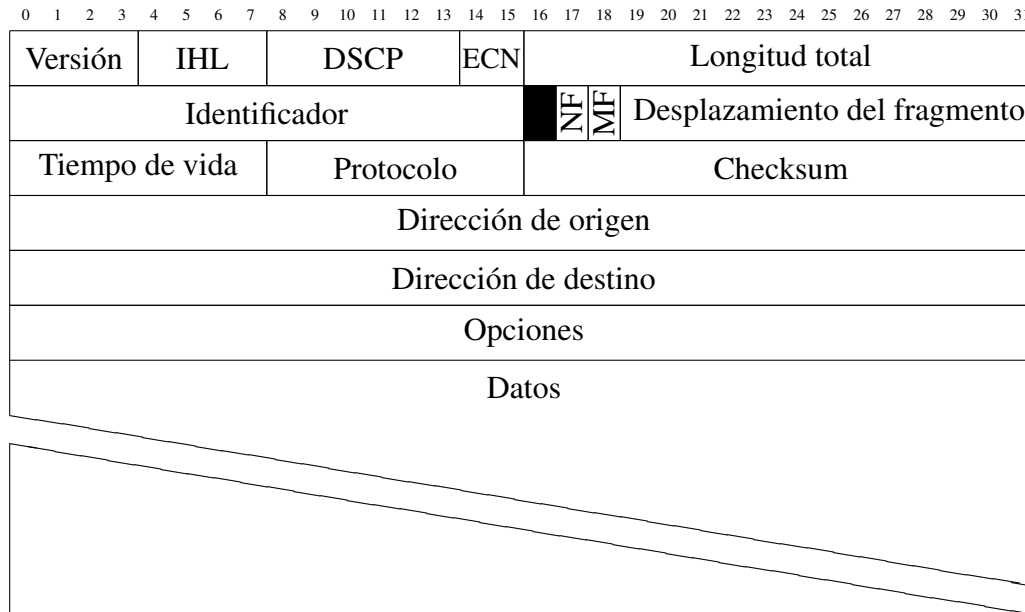 0 1 2 3 4 5 6 7 8 9 10 11 12 13 14 15 16 17 18 19 20 21 22 23 24 25 26 27 28 29 30 31
Versión IHL DSCP ECN Longitud total
Identificador NF MF Desplazamiento del fragmento
Tiempo de vida Protocolo Checksum
Dirección de origen
Dirección de destino
Opciones
Datos